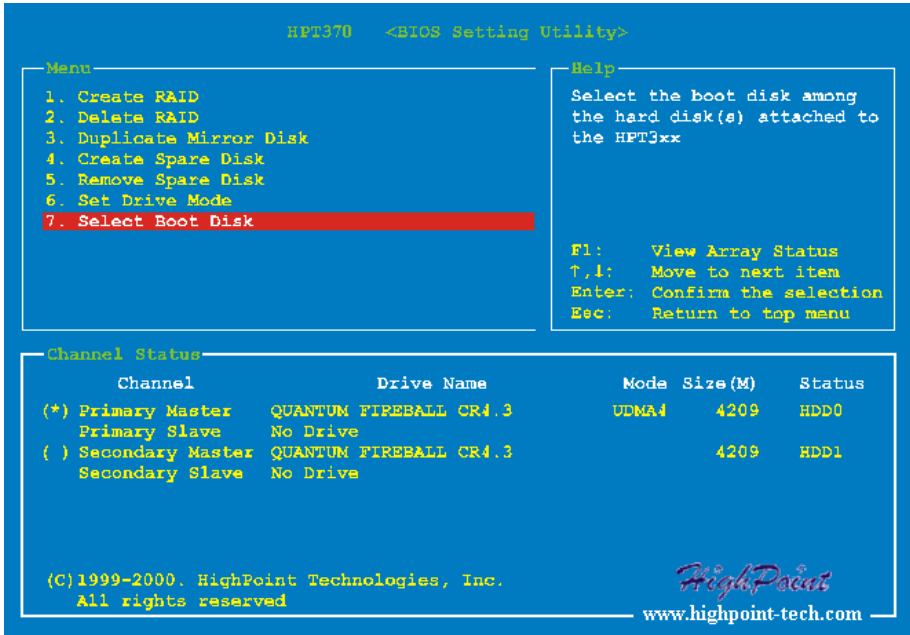 HPT370 <BIOS Setting Utility>
Menu
1. Create RAID
2. Delete RAID
3. Duplicate Mirror Disk
4. Create Spare Disk
5. Remove Spare Disk
6. Set Drive Mode
7. Select Boot Disk
Help
Select the boot disk among
the hard disk(s) attached to
the HPT3xx
F1: View Array Status
↑,↓: Move to next item
Enter: Confirm the selection
Esc: Return to top menu
Channel Status
Channel Drive Name Mode Size(M) Status
(*) Primary Master QUANTUM FIREBALL CR4.3 UDMA4 4209 HDD0
Primary Slave No Drive
( ) Secondary Master QUANTUM FIREBALL CR4.3 4209 HDD1
Secondary Slave No Drive
(C)1999-2000. HighPoint Technologies, Inc.
All rights reserved
HighPoint
www.highpoint-tech.com